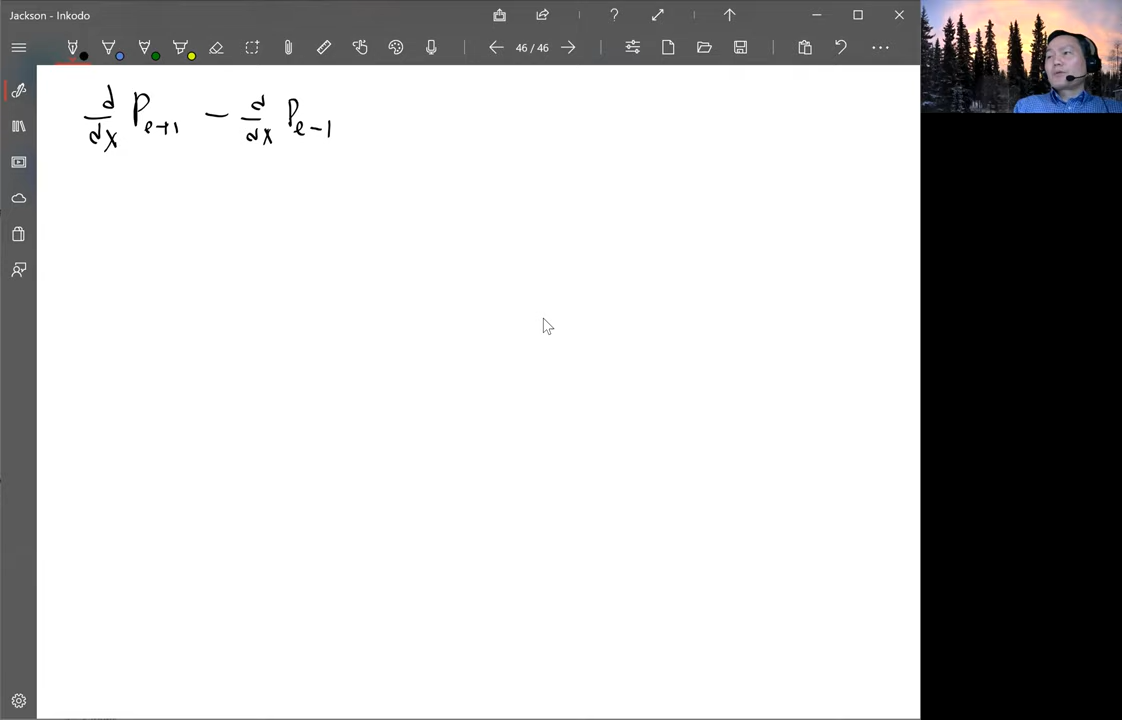 Jackson - Inkodo
46 / 46
d/dx P_{ℓ+1} - d/dx P_{ℓ-1}